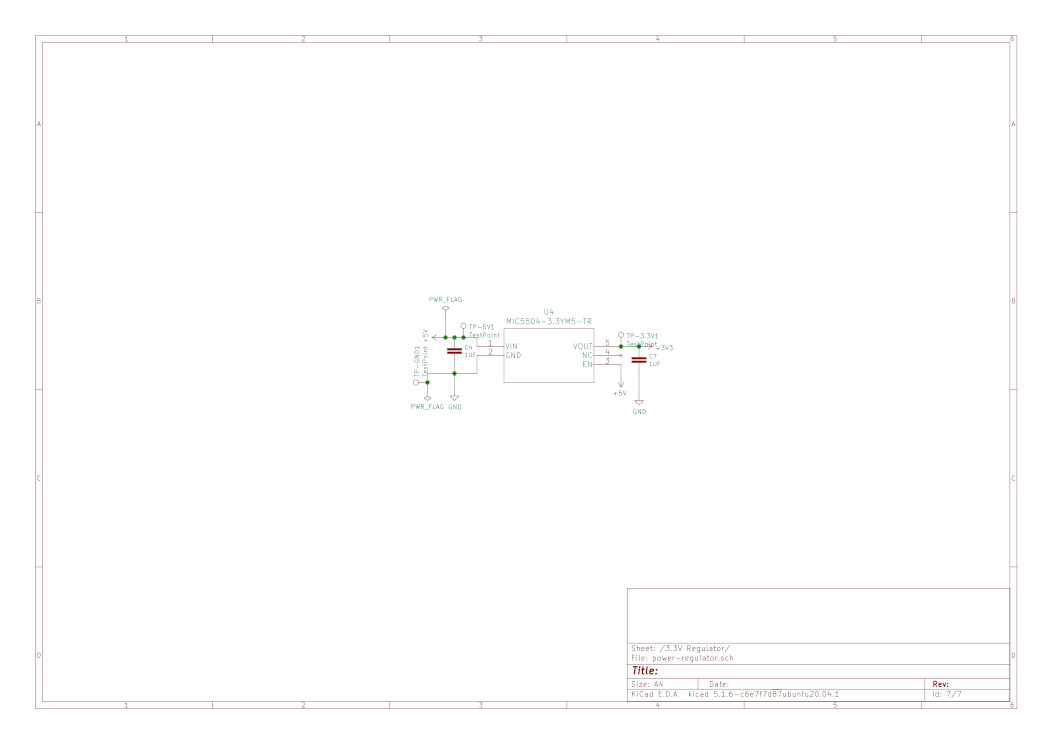 1 2 3 4 5 6
A A
B B
C C
D D
PWR_FLAG
U4
MIC5504-3.3YM5-TR
TP-5V1
TestPoint
+5V
TP-GND1
TestPoint
C4
1UF
1 VIN
2 GND
VOUT 5
NC 4
EN 3
TP-3.3V1
TestPoint
+3V3
C7
1UF
+5V
PWR_FLAG GND
GND
Sheet: /3.3V Regulator/
File: power-regulator.sch
Title:
Size: A4 Date: Rev:
KiCad E.D.A. kicad 5.1.6-c6e7f7d87ubuntu20.04.1 Id: 7/7
1 2 3 4 5 6